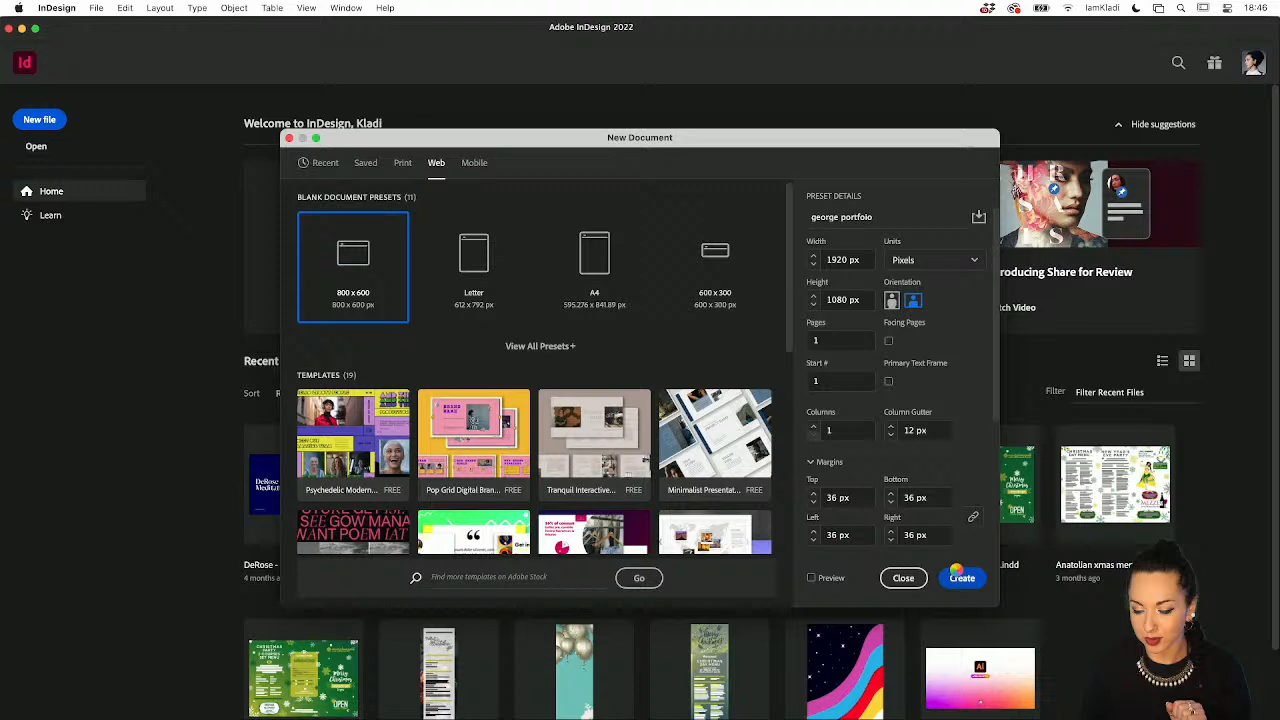 InDesign File Edit Layout Type Object Table View Window Help IamKladi 18:46
Adobe InDesign 2022
Id
New file
Open
Home
Learn
Welcome to InDesign, Kladi
Hide suggestions
New Document
Recent Saved Print Web Mobile
BLANK DOCUMENT PRESETS (11)
800 x 600
800 x 600 px
Letter
612 x 792 px
A4
595.276 x 841.89 px
600 x 300
600 x 300 px
View All Presets+
TEMPLATES (19)
Psychedelic Modern... FREE
Pop Grid Digital Bran... FREE
Tranquil Interactive... FREE
Minimalist Presentat... FREE
Find more templates on Adobe Stock
Go
PRESET DETAILS
george portfoio
Width
1920 px
Units
Pixels
Height
1080 px
Orientation
Pages
1
Facing Pages
Start #
1
Primary Text Frame
Columns
1
Column Gutter
12 px
Margins
Top
36 px
Bottom
36 px
Left
36 px
Right
36 px
Preview
Close
Create
roducing Share for Review
tch Video
Recent
Sort
Filter
Filter Recent Files
DeRose
Meditat
DeRose -
4 months a
Indd
Anatolian xmas me
3 months ago
Ai